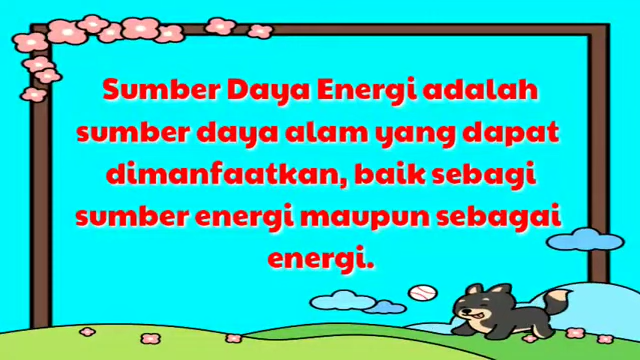 Sumber Daya Energi adalah
sumber daya alam yang dapat
dimanfaatkan, baik sebagi
sumber energi maupun sebagai
energi.